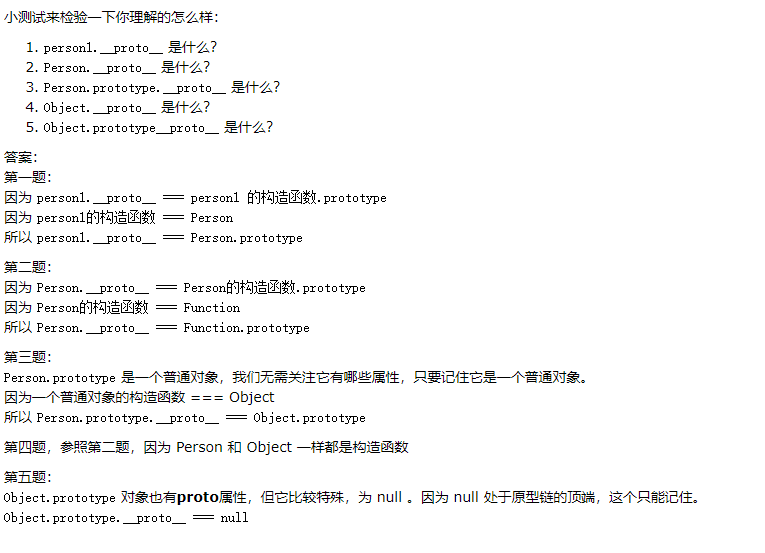 小测试来检验一下你理解的怎么样：
1. person1.__proto__ 是什么？
2. Person.__proto__ 是什么？
3. Person.prototype.__proto__ 是什么？
4. Object.__proto__ 是什么？
5. Object.prototype__proto__ 是什么？
答案：
第一题：
因为 person1.__proto__ === person1 的构造函数.prototype
因为 person1的构造函数 === Person
所以 person1.__proto__ === Person.prototype
第二题：
因为 Person.__proto__ === Person的构造函数.prototype
因为 Person的构造函数 === Function
所以 Person.__proto__ === Function.prototype
第三题：
Person.prototype 是一个普通对象，我们无需关注它有哪些属性，只要记住它是一个普通对象。
因为一个普通对象的构造函数 === Object
所以 Person.prototype.__proto__ === Object.prototype
第四题，参照第二题，因为 Person 和 Object 一样都是构造函数
第五题：
Object.prototype 对象也有proto属性，但它比较特殊，为 null 。因为 null 处于原型链的顶端，这个只能记住。
Object.prototype.__proto__ === null